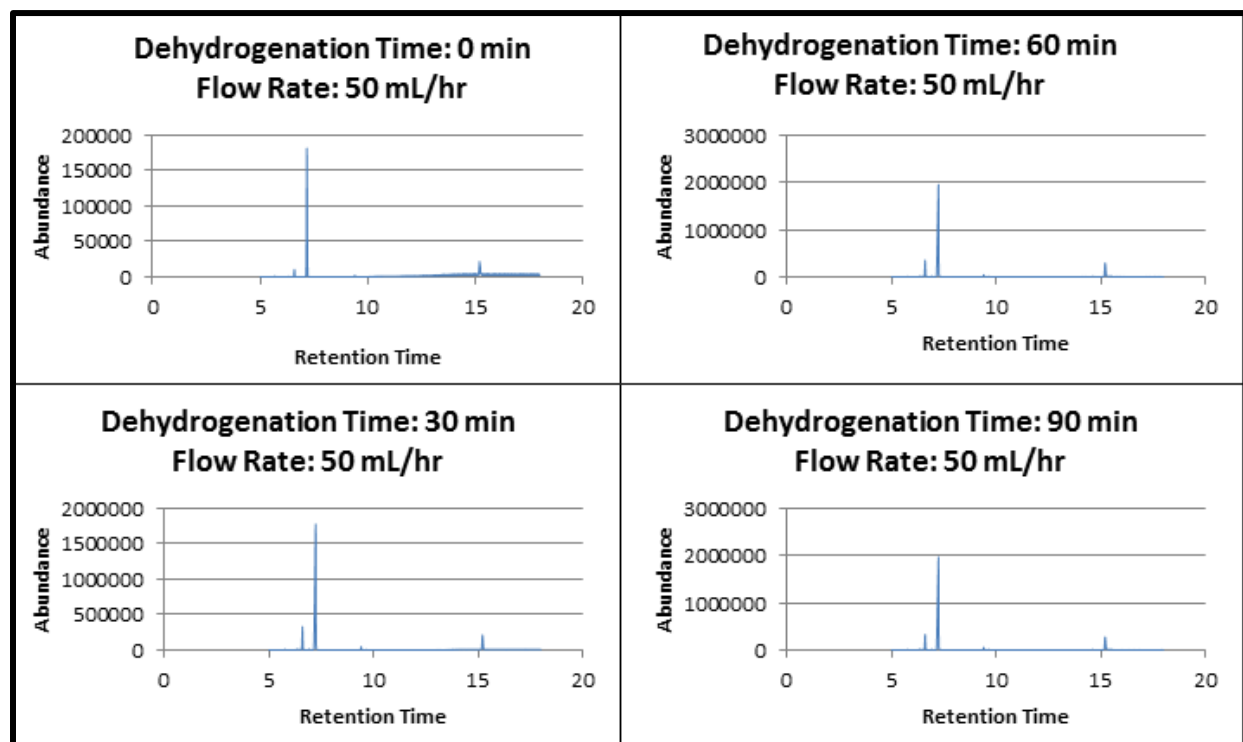 Dehydrogenation Time: 0 min
Flow Rate: 50 mL/hr
200000
150000
100000
50000
0
Abundance
0 5 10 15 20
Retention Time
Dehydrogenation Time: 60 min
Flow Rate: 50 mL/hr
3000000
2000000
1000000
0
Abundance
0 5 10 15 20
Retention Time
Dehydrogenation Time: 30 min
Flow Rate: 50 mL/hr
2000000
1500000
1000000
500000
0
Abundance
0 5 10 15 20
Retention Time
Dehydrogenation Time: 90 min
Flow Rate: 50 mL/hr
3000000
2000000
1000000
0
Abundance
0 5 10 15 20
Retention Time